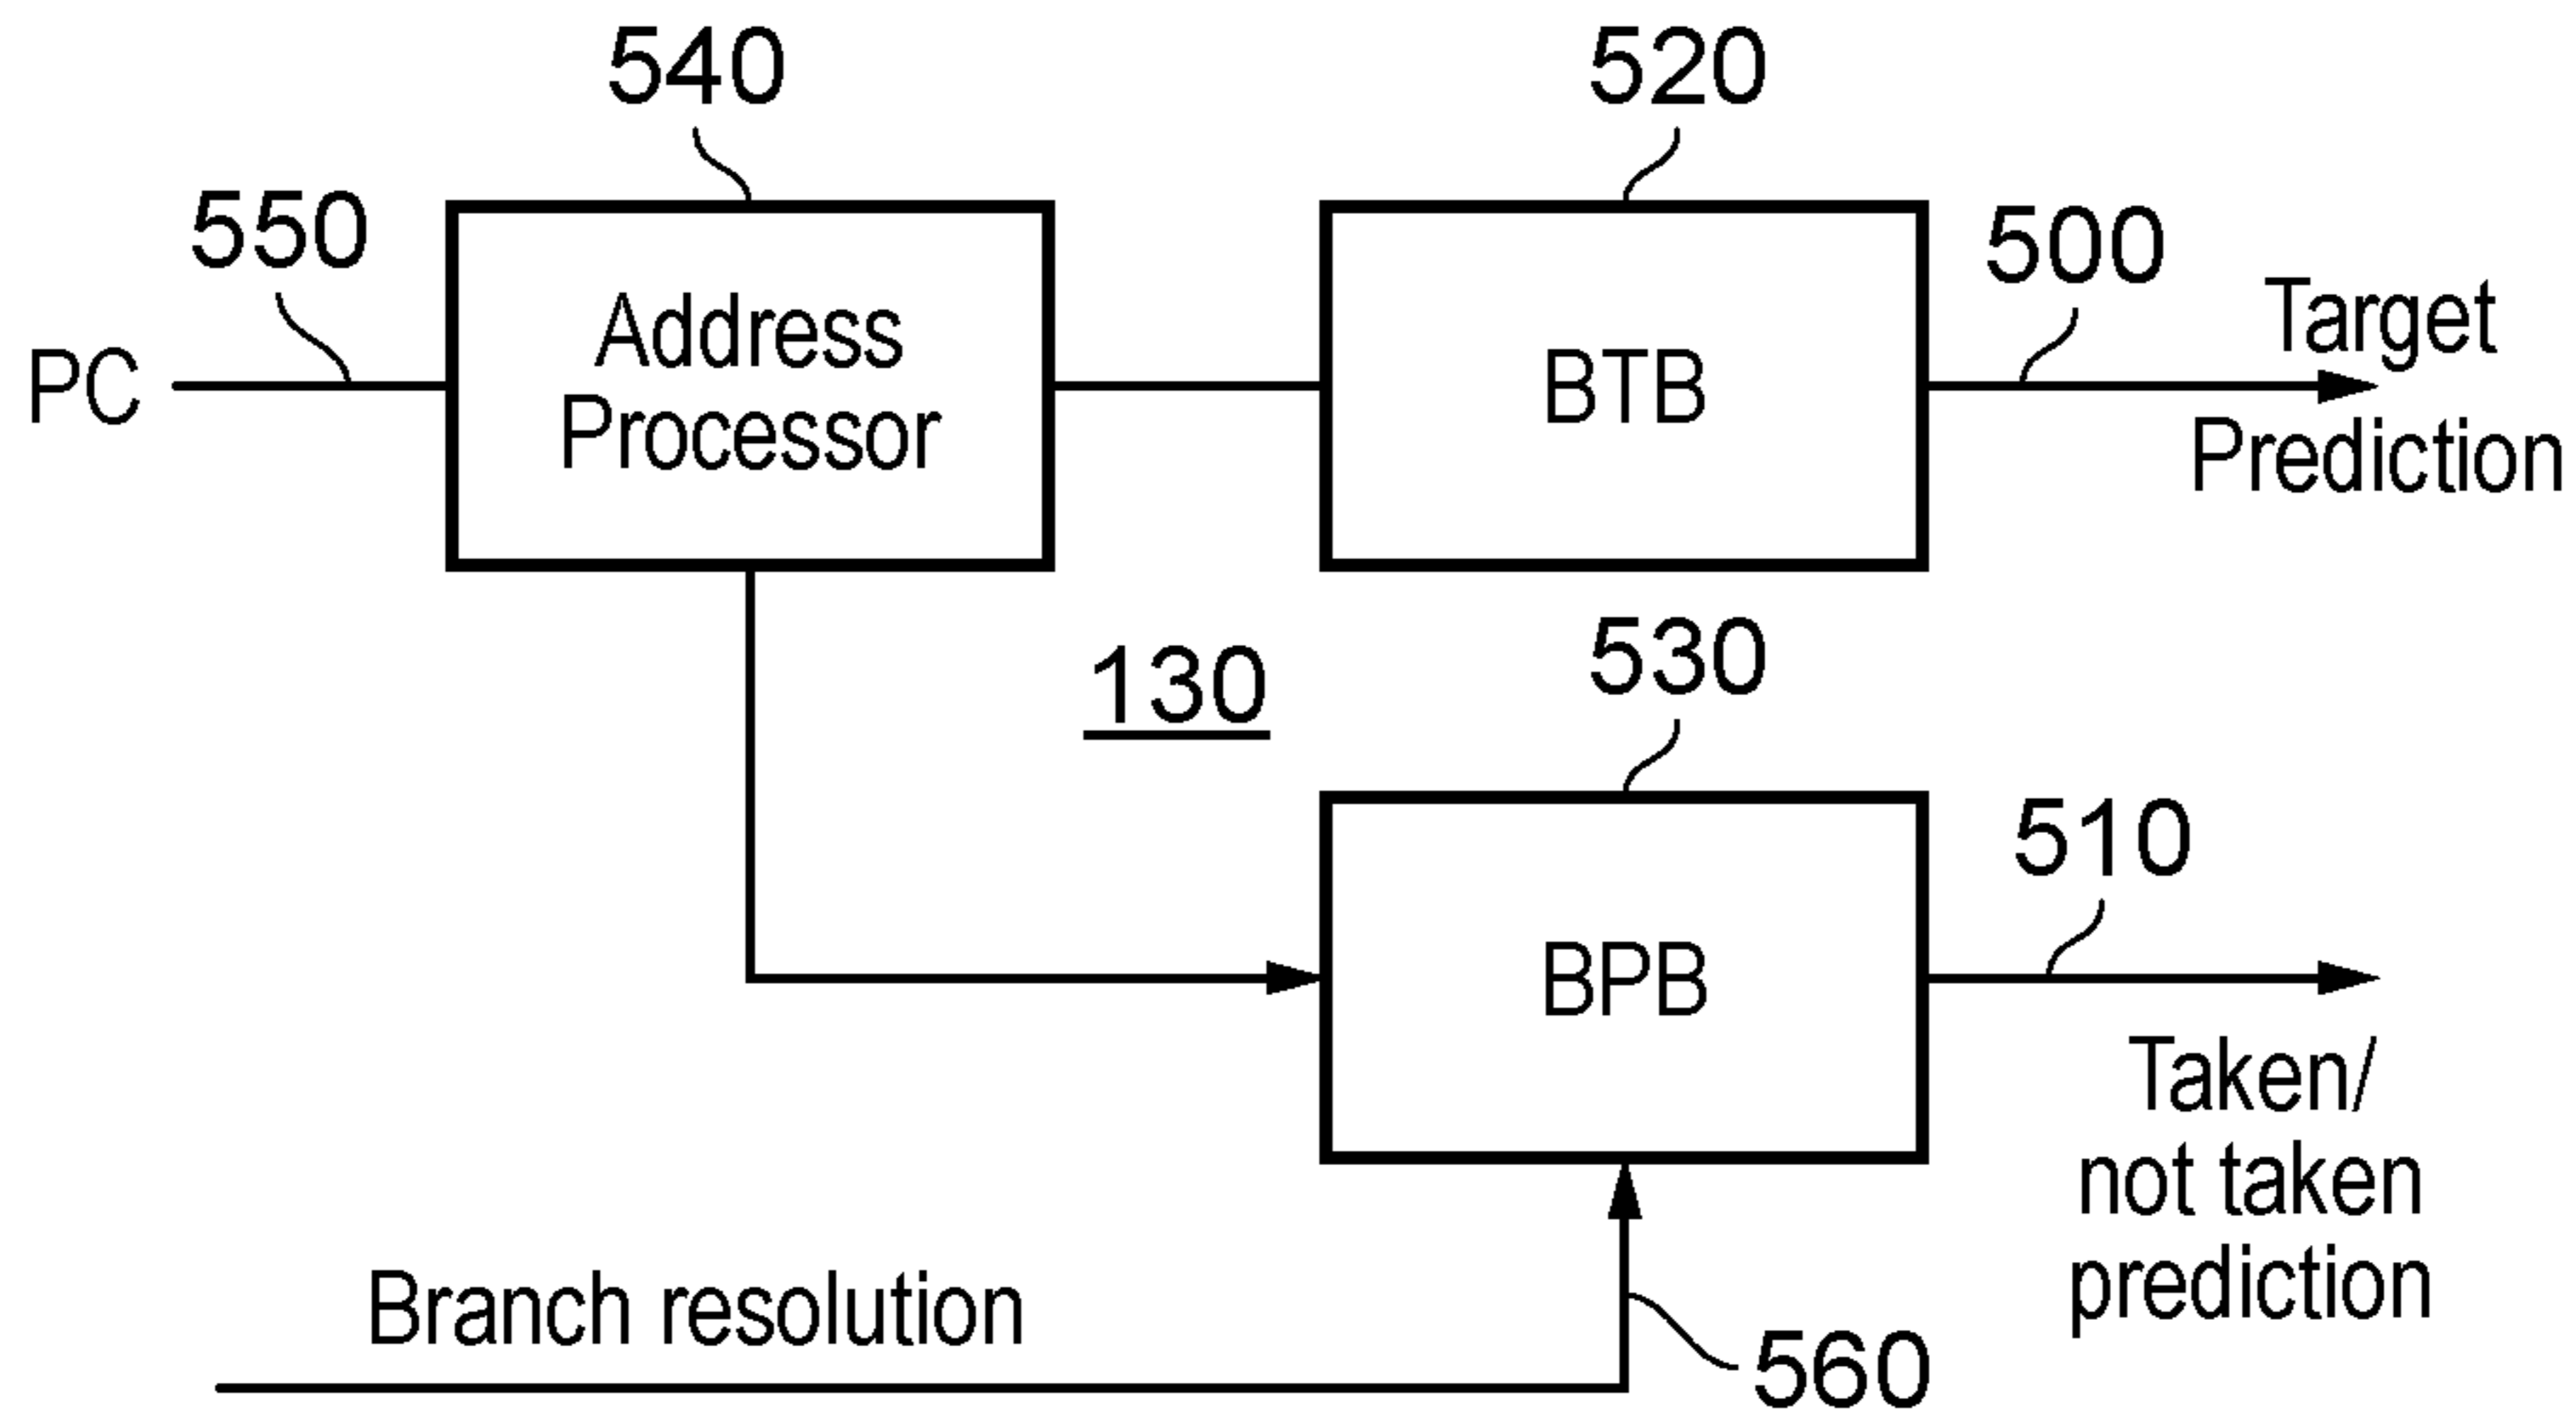 540
520
550
500
PC
Address
Processor
BTB
Target
Prediction
130
530
510
BPB
Taken/
not taken
prediction
Branch resolution
560